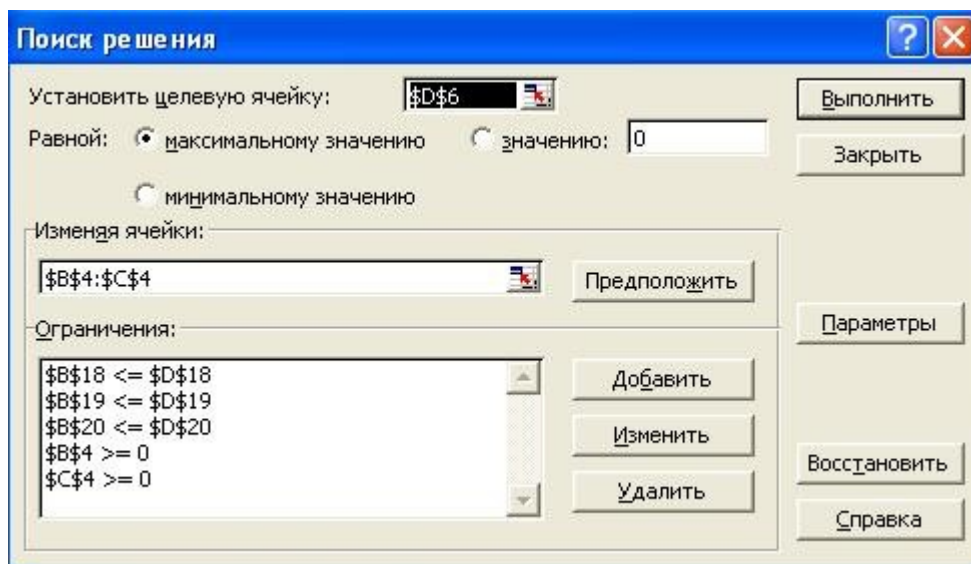 Поиск решения
Установить целевую ячейку: $D$6
Выполнить
Равной: максимальному значению значению: 0
Закрыть
минимальному значению
Изменяя ячейки:
$B$4:$C$4
Предположить
Ограничения:
Параметры
$B$18 <= $D$18
Добавить
$B$19 <= $D$19
$B$20 <= $D$20
Изменить
$B$4 >= 0
Восстановить
$C$4 >= 0
Удалить
Справка